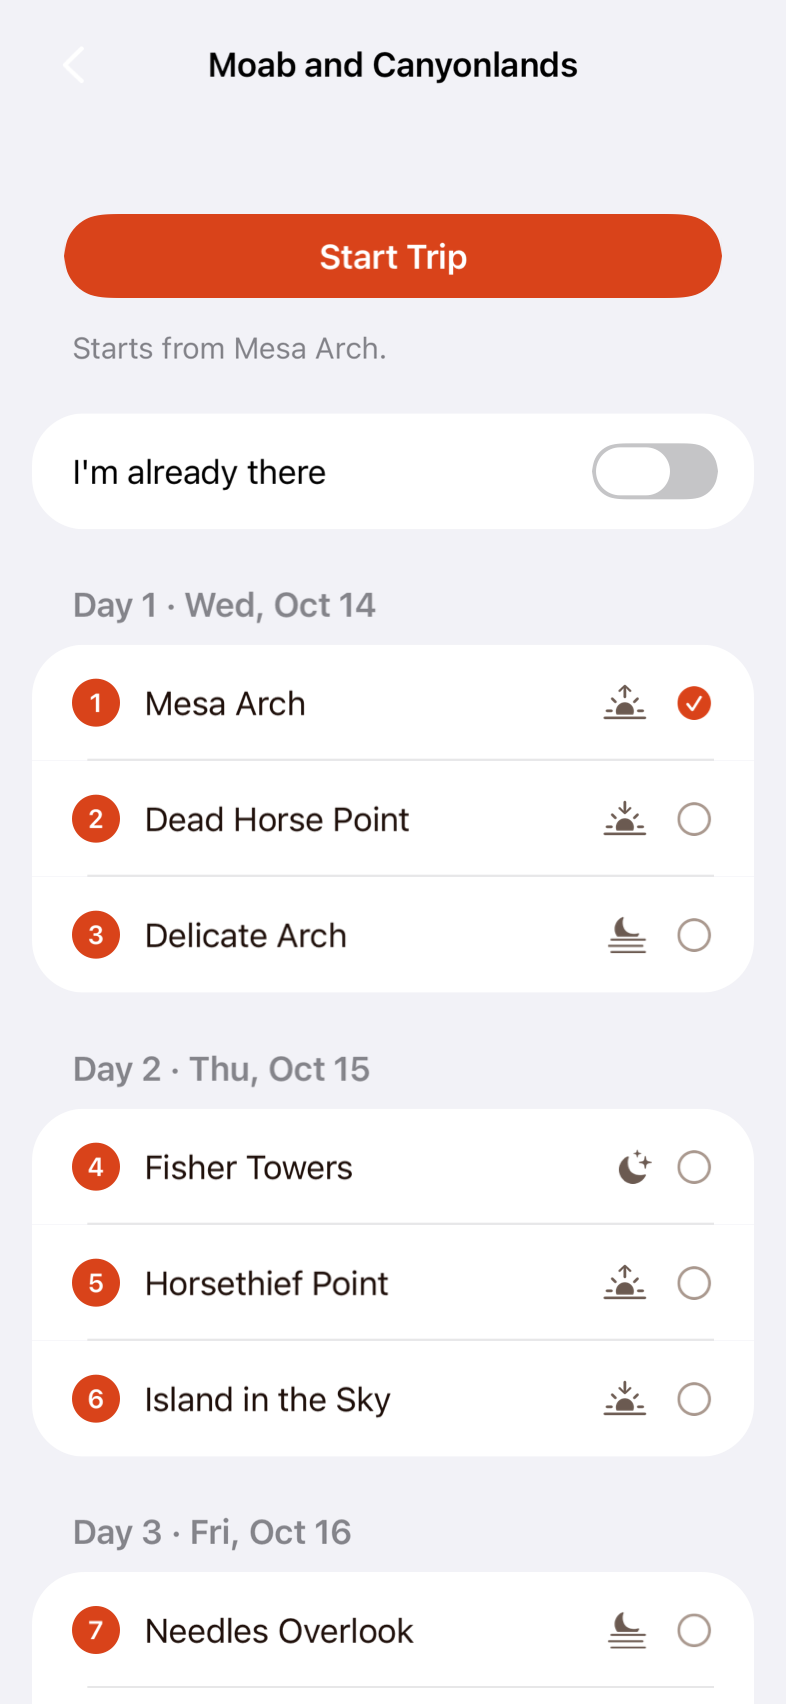 Moab and Canyonlands
Start Trip
Starts from Mesa Arch.
I'm already there
Day 1 · Wed, Oct 14
1 Mesa Arch
2 Dead Horse Point
3 Delicate Arch
Day 2 · Thu, Oct 15
4 Fisher Towers
5 Horsethief Point
6 Island in the Sky
Day 3 · Fri, Oct 16
7 Needles Overlook